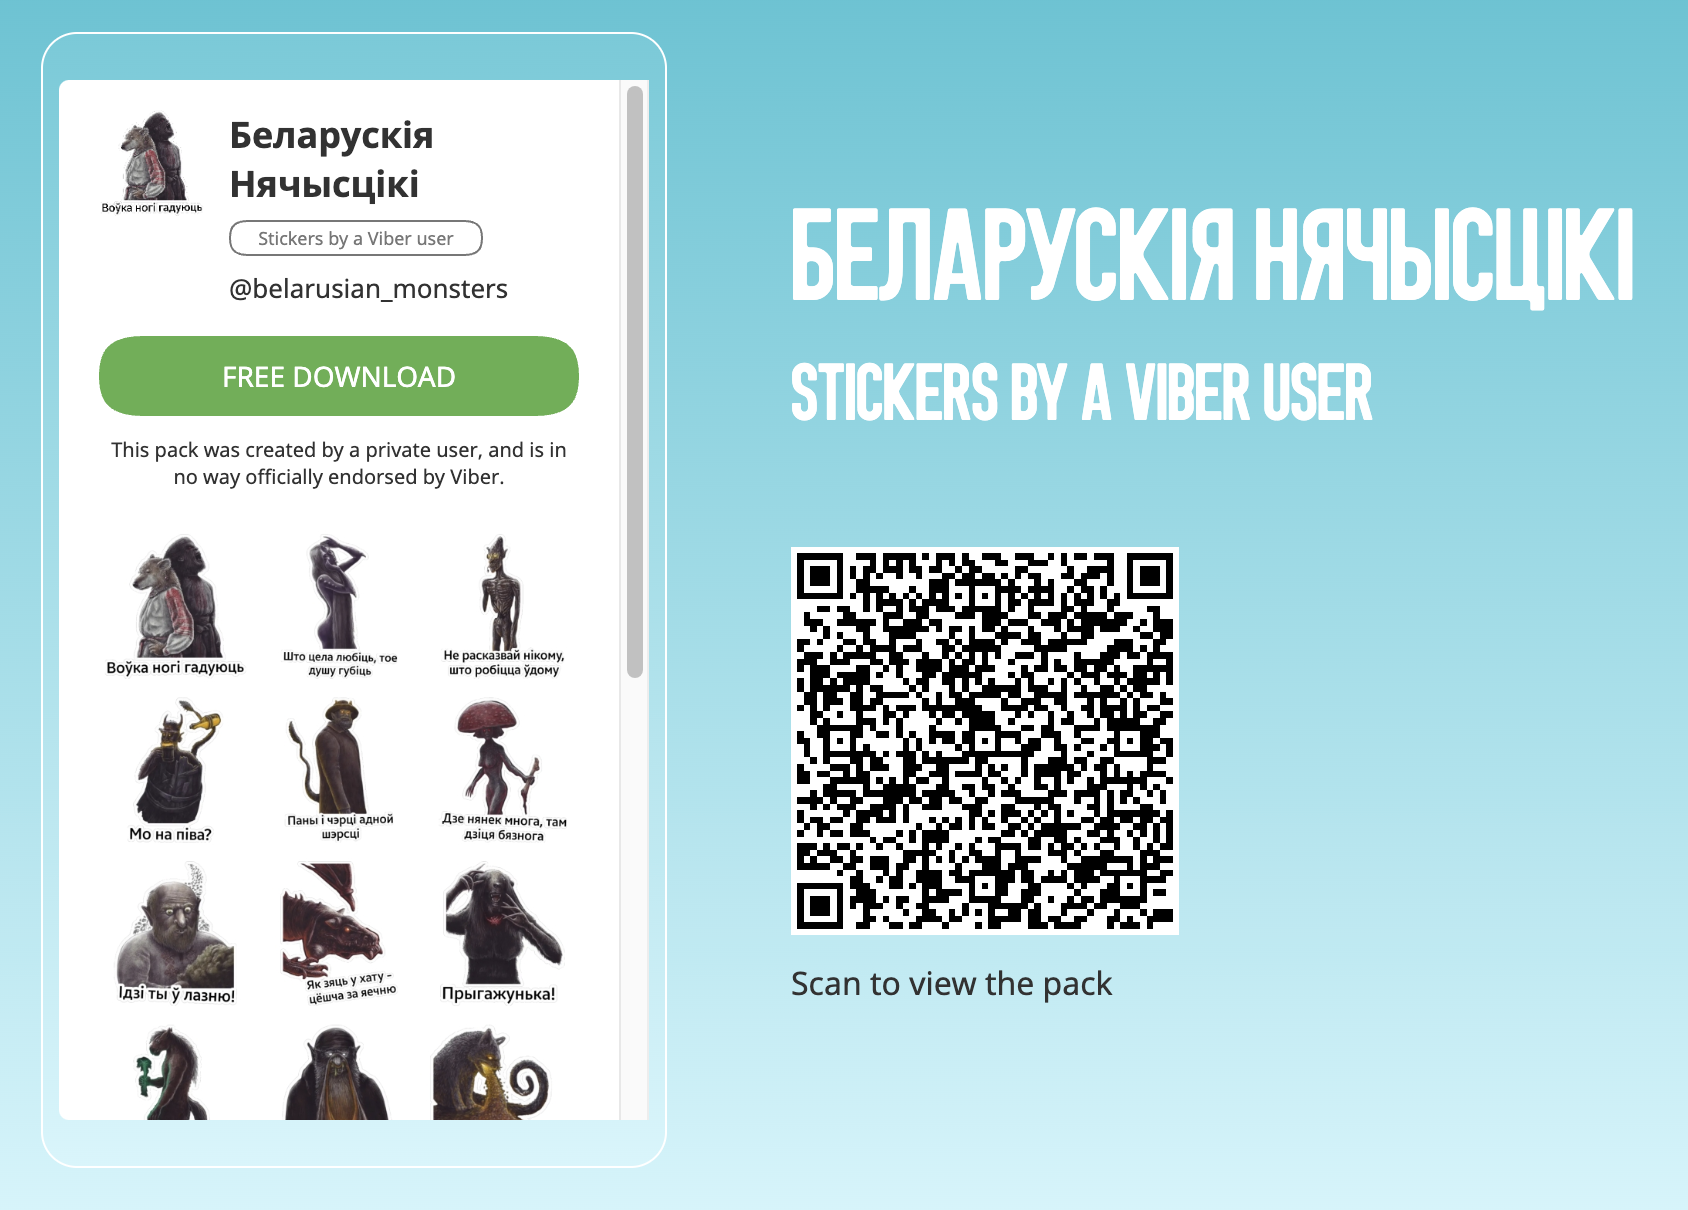 Воўка ногі гадуюць
Беларускія
Нячысцікі
Stickers by a Viber user
@belarusian_monsters
FREE DOWNLOAD
This pack was created by a private user, and is in
no way officially endorsed by Viber.
Воўка ногі гадуюць
Што цела любіць, тое
душу губіць
Не расказвай нікому,
што робіцца ўдому
Мо на піва?
Паны і чэрці адной
шэрсці
Дзе нянек многа, там
дзіця бязнога
Ідзі ты ў лазню!
Як зяць у хату -
цёшча за яечню
Прыгажунька!
БЕЛАРУСКІЯ НЯЧЫСЦІКІ
STICKERS BY A VIBER USER
Scan to view the pack